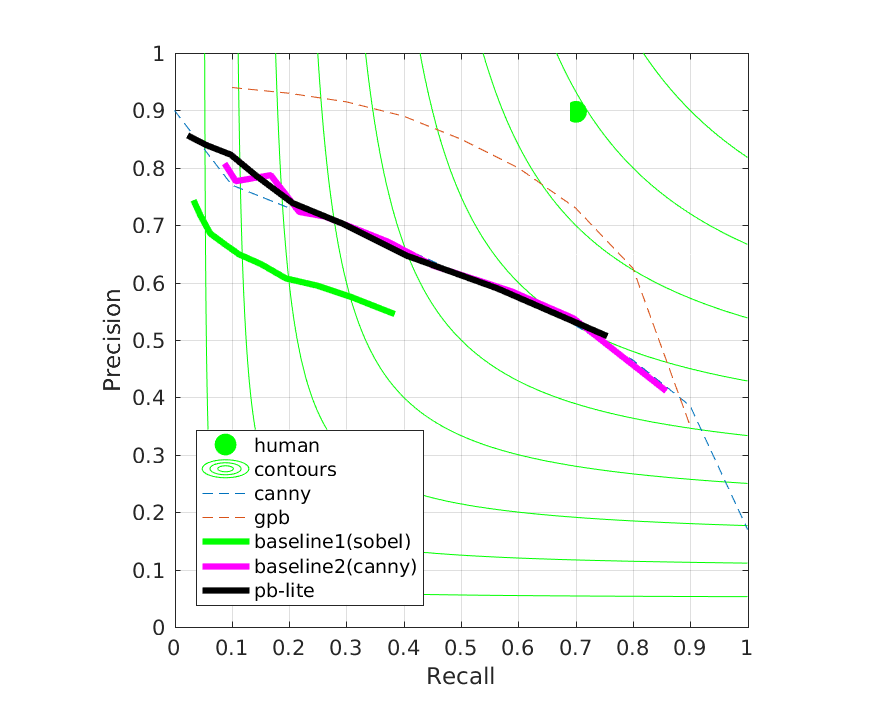 1
0.9
0.8
0.7
0.6
0.5
0.4
0.3
0.2
0.1
0
Precision
human
contours
canny
gpb
baseline1(sobel)
baseline2(canny)
pb-lite
0 0.1 0.2 0.3 0.4 0.5 0.6 0.7 0.8 0.9 1
Recall